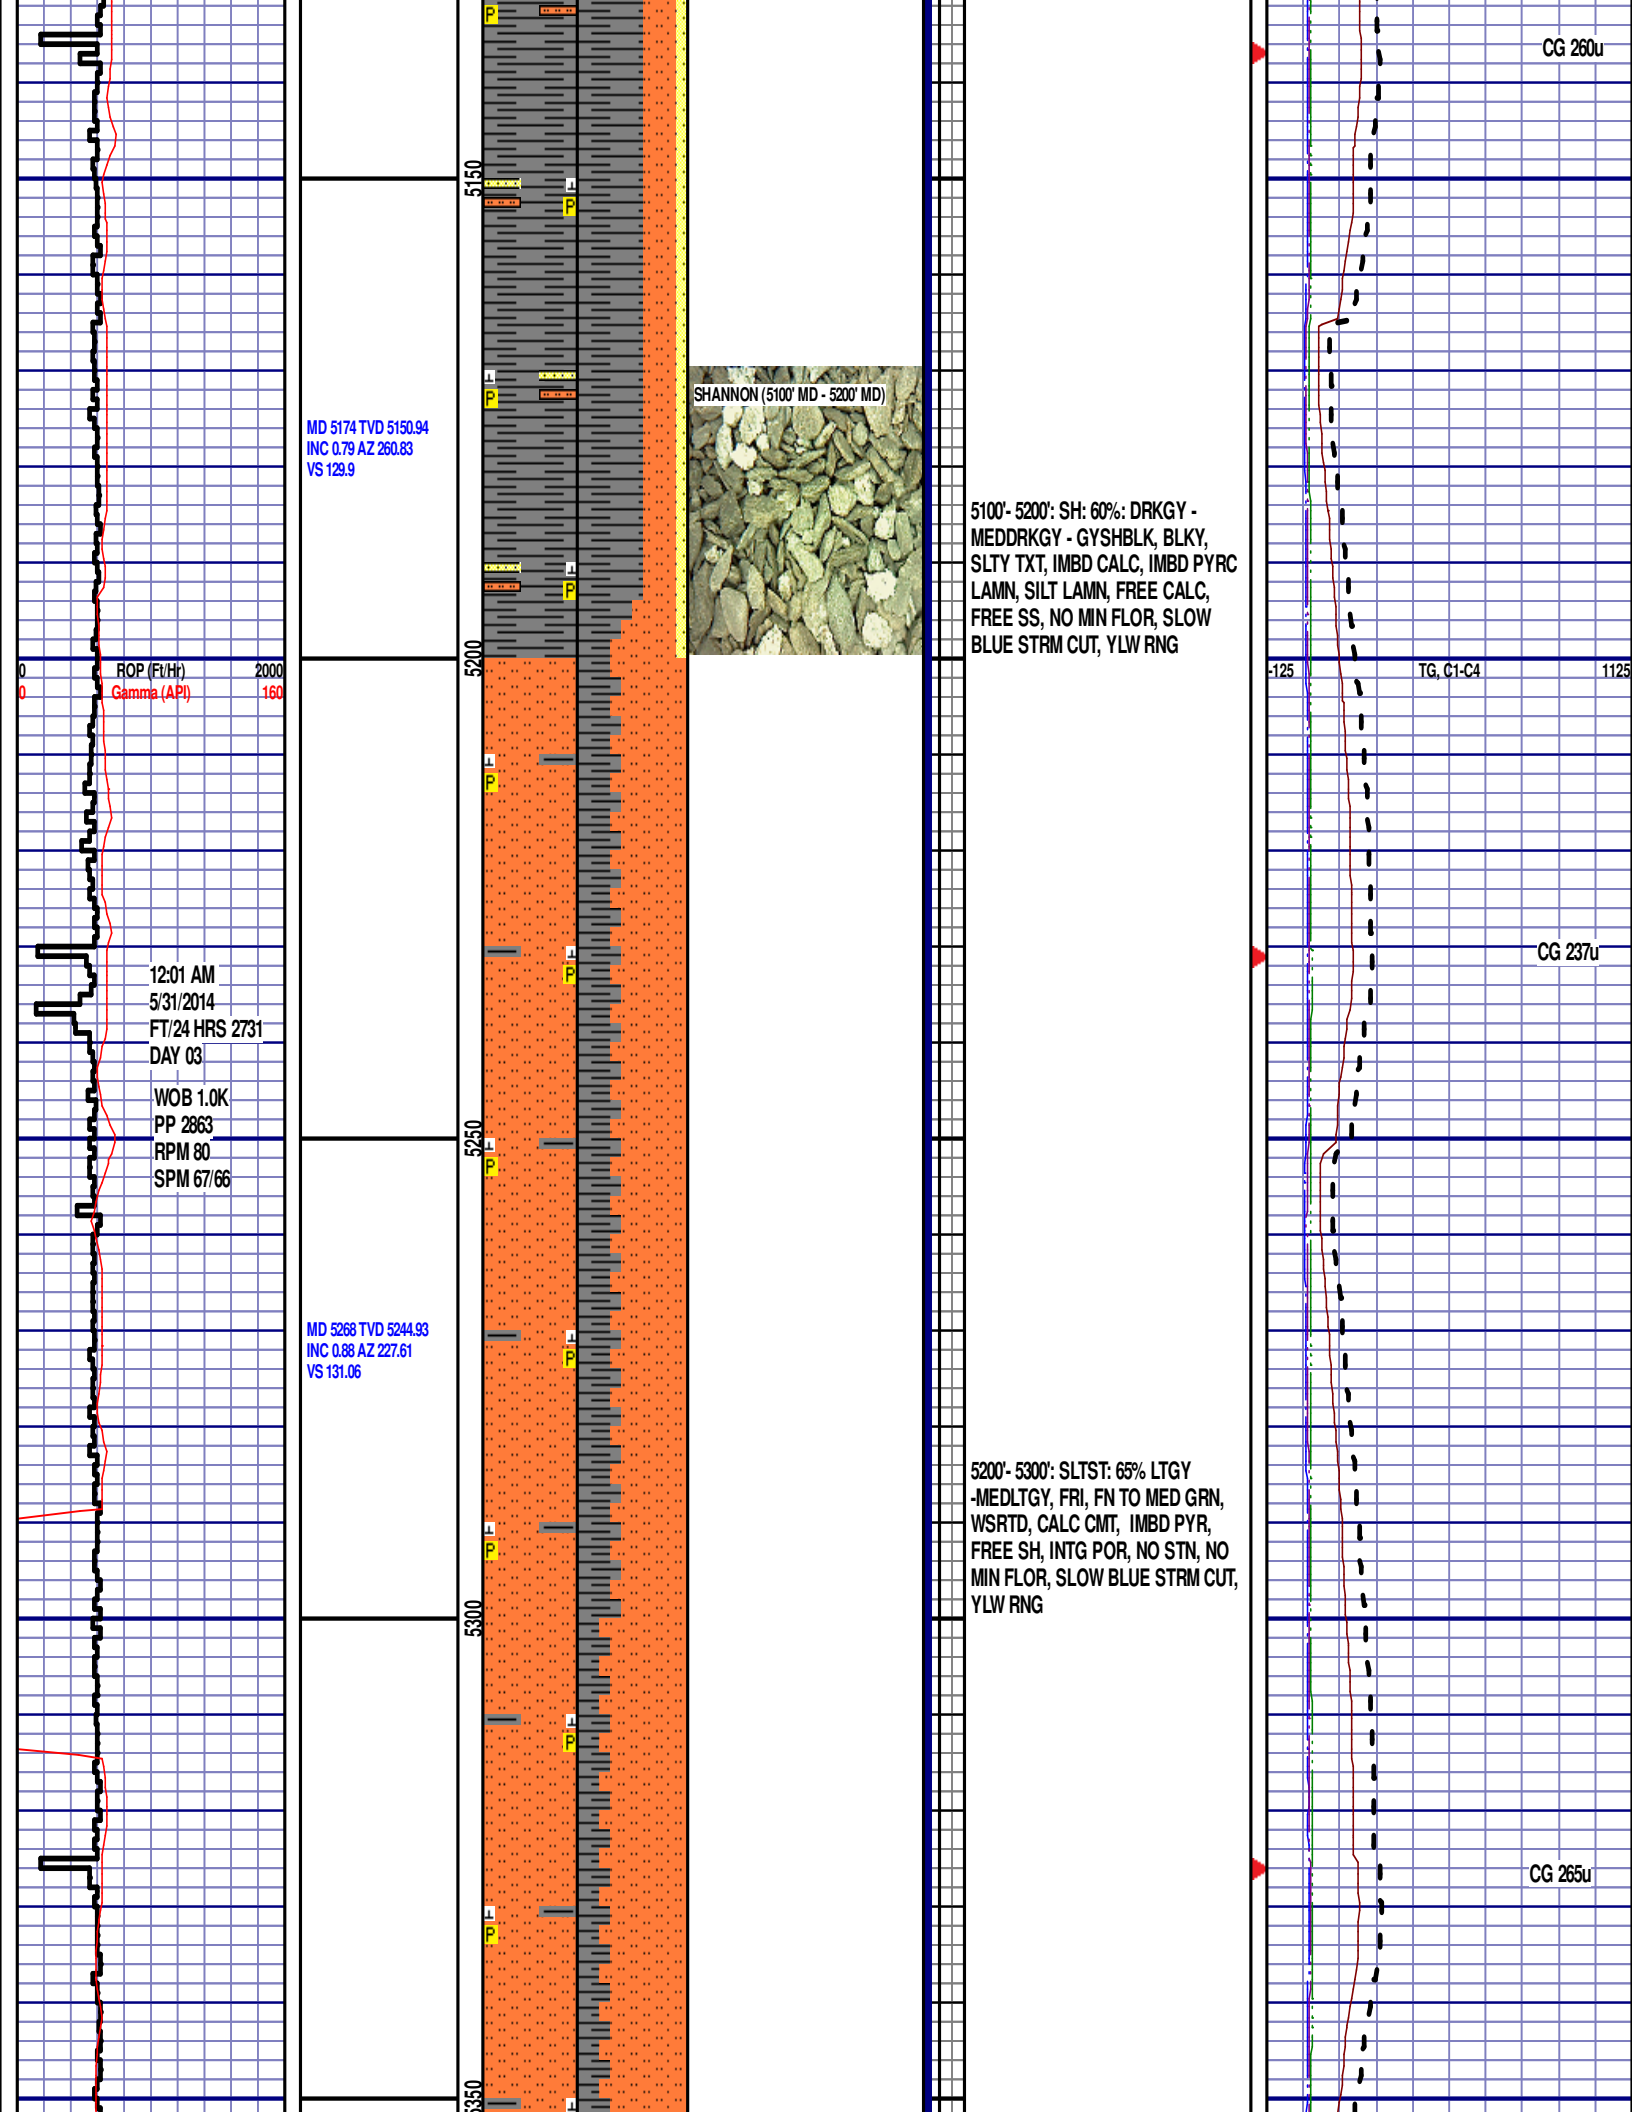 P
CG 260u
5150
P
P
SHANNON (5100' MD - 5200' MD)
MD 5174 TVD 5150.94
INC 0.79 AZ 260.83
VS 129.9
5100'- 5200': SH: 60%: DRKGY -
MEDDRKGY - GYSHBLK, BLKY,
SLTY TXT, IMBD CALC, IMBD PYRC
LAMN, SILT LAMN, FREE CALC,
FREE SS, NO MIN FLOR, SLOW
BLUE STRM CUT, YLW RNG
P
5200
0 ROP (Ft/Hr) 2000
0 Gamma (API) 160
-125 TG, C1-C4 1125
P
CG 237u
P
12:01 AM
5/31/2014
FT/24 HRS 2731
DAY 03
WOB 1.0K
PP 2863
RPM 80
SPM 67/66
5250
P
MD 5268 TVD 5244.93
INC 0.88 AZ 227.61
VS 131.06
P
5200'- 5300': SLTST: 65% LTGY
-MEDLTGY, FRI, FN TO MED GRN,
WSRTD, CALC CMT, IMBD PYR,
FREE SH, INTG POR, NO STN, NO
MIN FLOR, SLOW BLUE STRM CUT,
YLW RNG
P
5300
P
CG 265u
P
5350